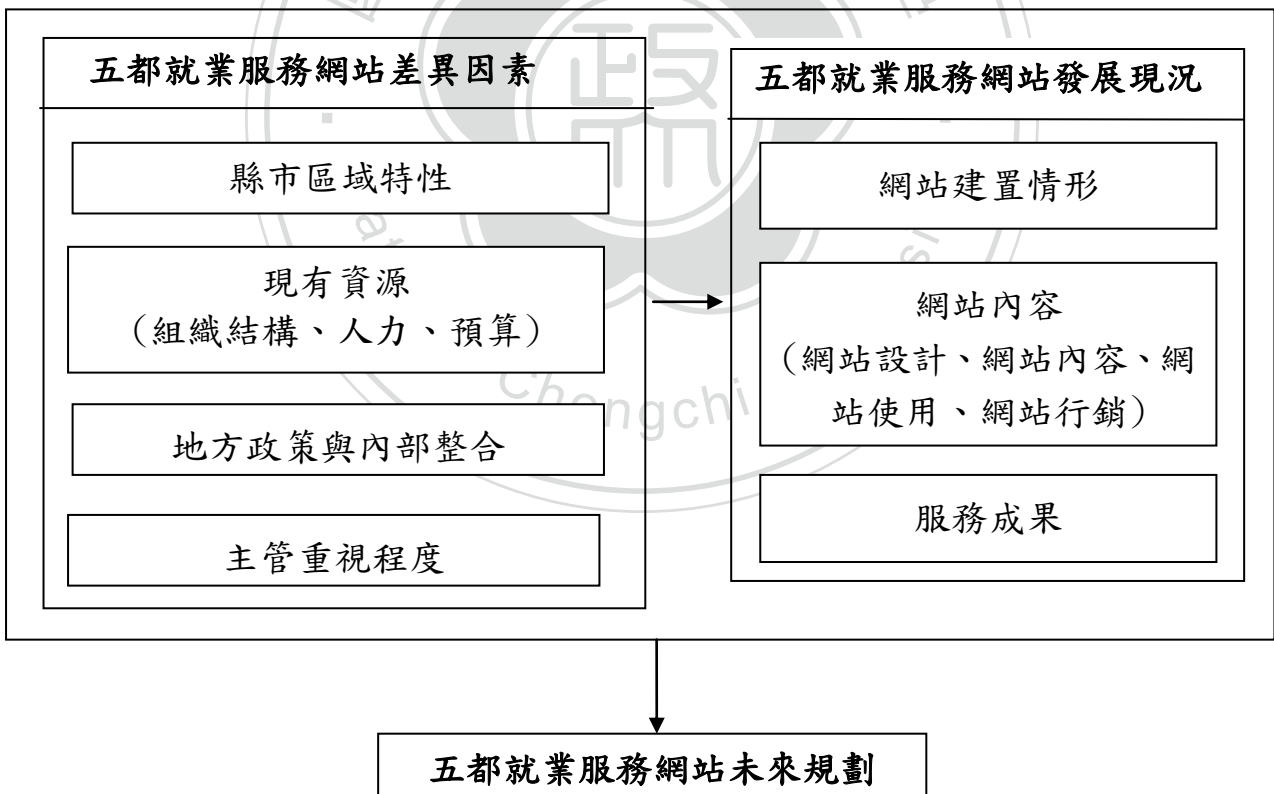 五都就業服務網站差異因素
縣市區域特性
現有資源
（組織結構、人力、預算）
地方政策與內部整合
主管重視程度
五都就業服務網站發展現況
網站建置情形
網站內容
（網站設計、網站內容、網
站使用、網站行銷）
服務成果
五都就業服務網站未來規劃
Chengchi